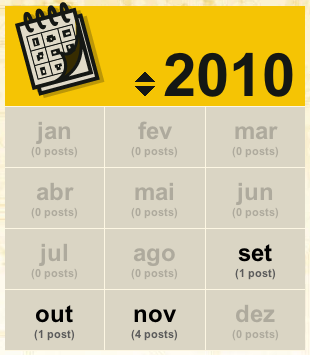 2010
jan fev mar
(0 posts) (0 posts) (0 posts)
abr mai jun
(0 posts) (0 posts) (0 posts)
jul ago set
(0 posts) (0 posts) (1 post)
out nov dez
(1 post) (4 posts) (0 posts)